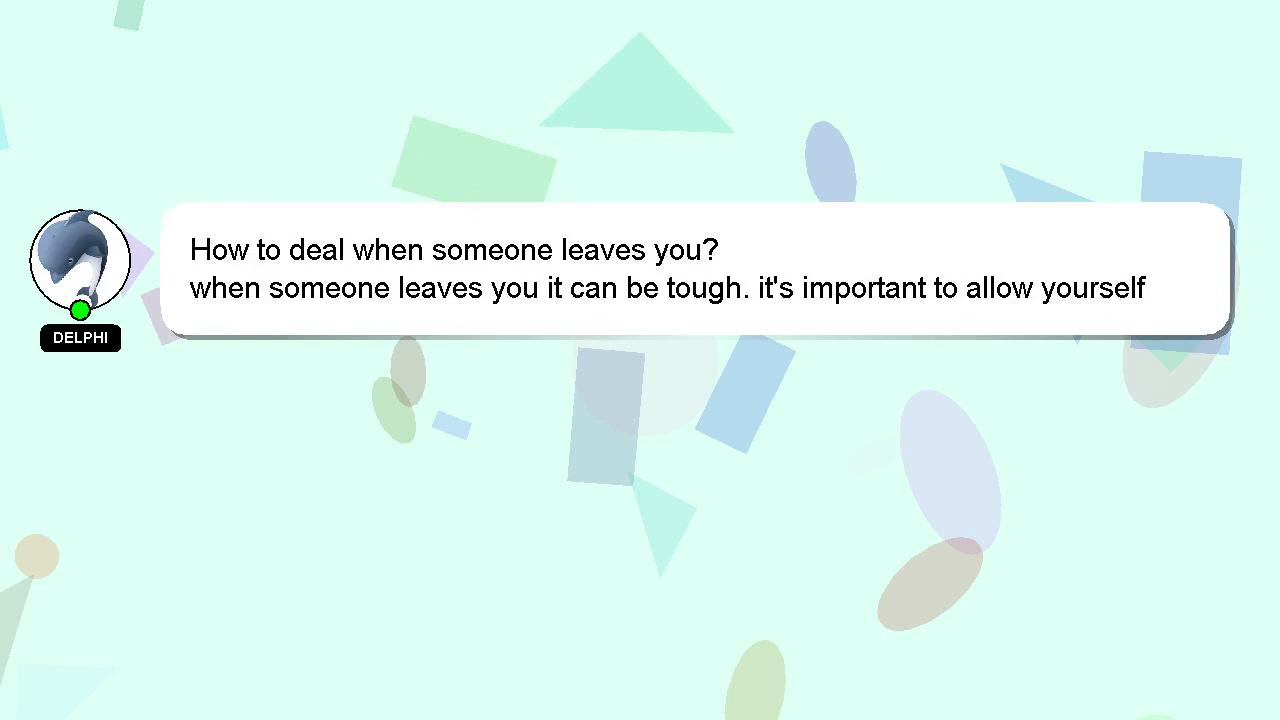 How to deal when someone leaves you?
when someone leaves you it can be tough. it's important to allow yourself
DELPHI